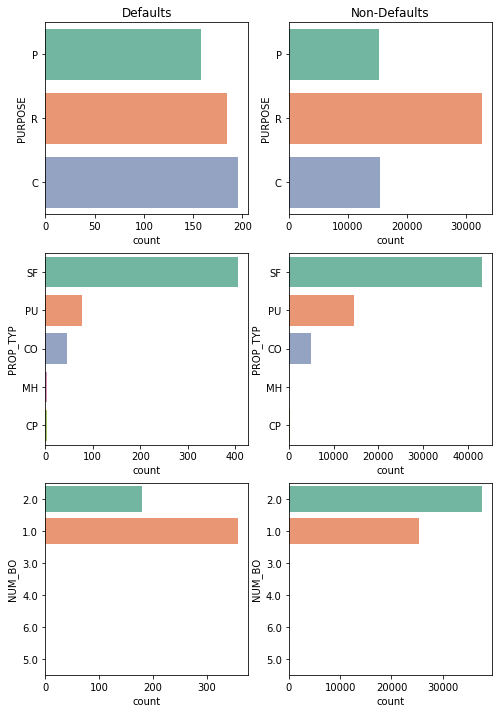 Defaults
Non-Defaults
P
R
C
PURPOSE
0 50 100 150 200
count
P
R
C
PURPOSE
0 10000 20000 30000
count
SF
PU
CO
MH
CP
PROP_TYP
0 100 200 300 400
count
SF
PU
CO
MH
CP
PROP_TYP
0 10000 20000 30000 40000
count
2.0
1.0
3.0
4.0
6.0
5.0
NUM_BO
0 100 200 300
count
2.0
1.0
3.0
4.0
6.0
5.0
NUM_BO
0 10000 20000 30000
count